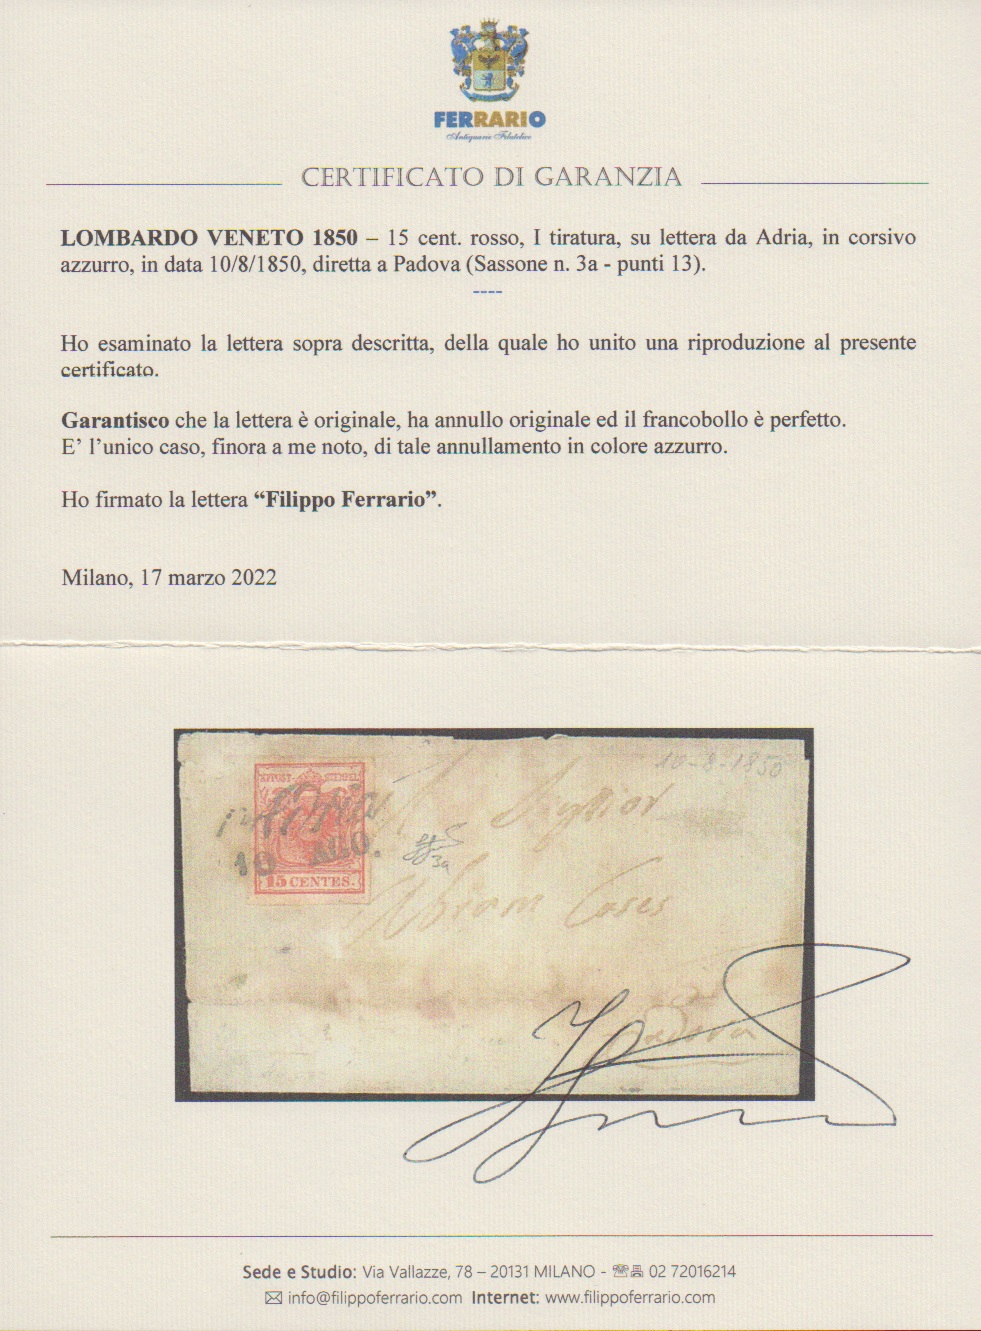 FERRARIO
Antiquario Filatelico
CERTIFICATO DI GARANZIA
LOMBARDO VENETO 1850 – 15 cent. rosso, I tiratura, su lettera da Adria, in corsivo
azzurro, in data 10/8/1850, diretta a Padova (Sassone n. 3a - punti 13).
----
Ho esaminato la lettera sopra descritta, della quale ho unito una riproduzione al presente
certificato.
Garantisco che la lettera è originale, ha annullo originale ed il francobollo è perfetto.
E’ l’unico caso, finora a me noto, di tale annullamento in colore azzurro.
Ho firmato la lettera “Filippo Ferrario”.
Milano, 17 marzo 2022
10-8-1850
STEMPEL
Adria
10 AGO.
3a
15 CENTES.
Abram Coses
Padova
Sede e Studio: Via Vallazze, 78 – 20131 MILANO - ☏ 02 72016214
✉ info@filippoferrario.com Internet: www.filippoferrario.com